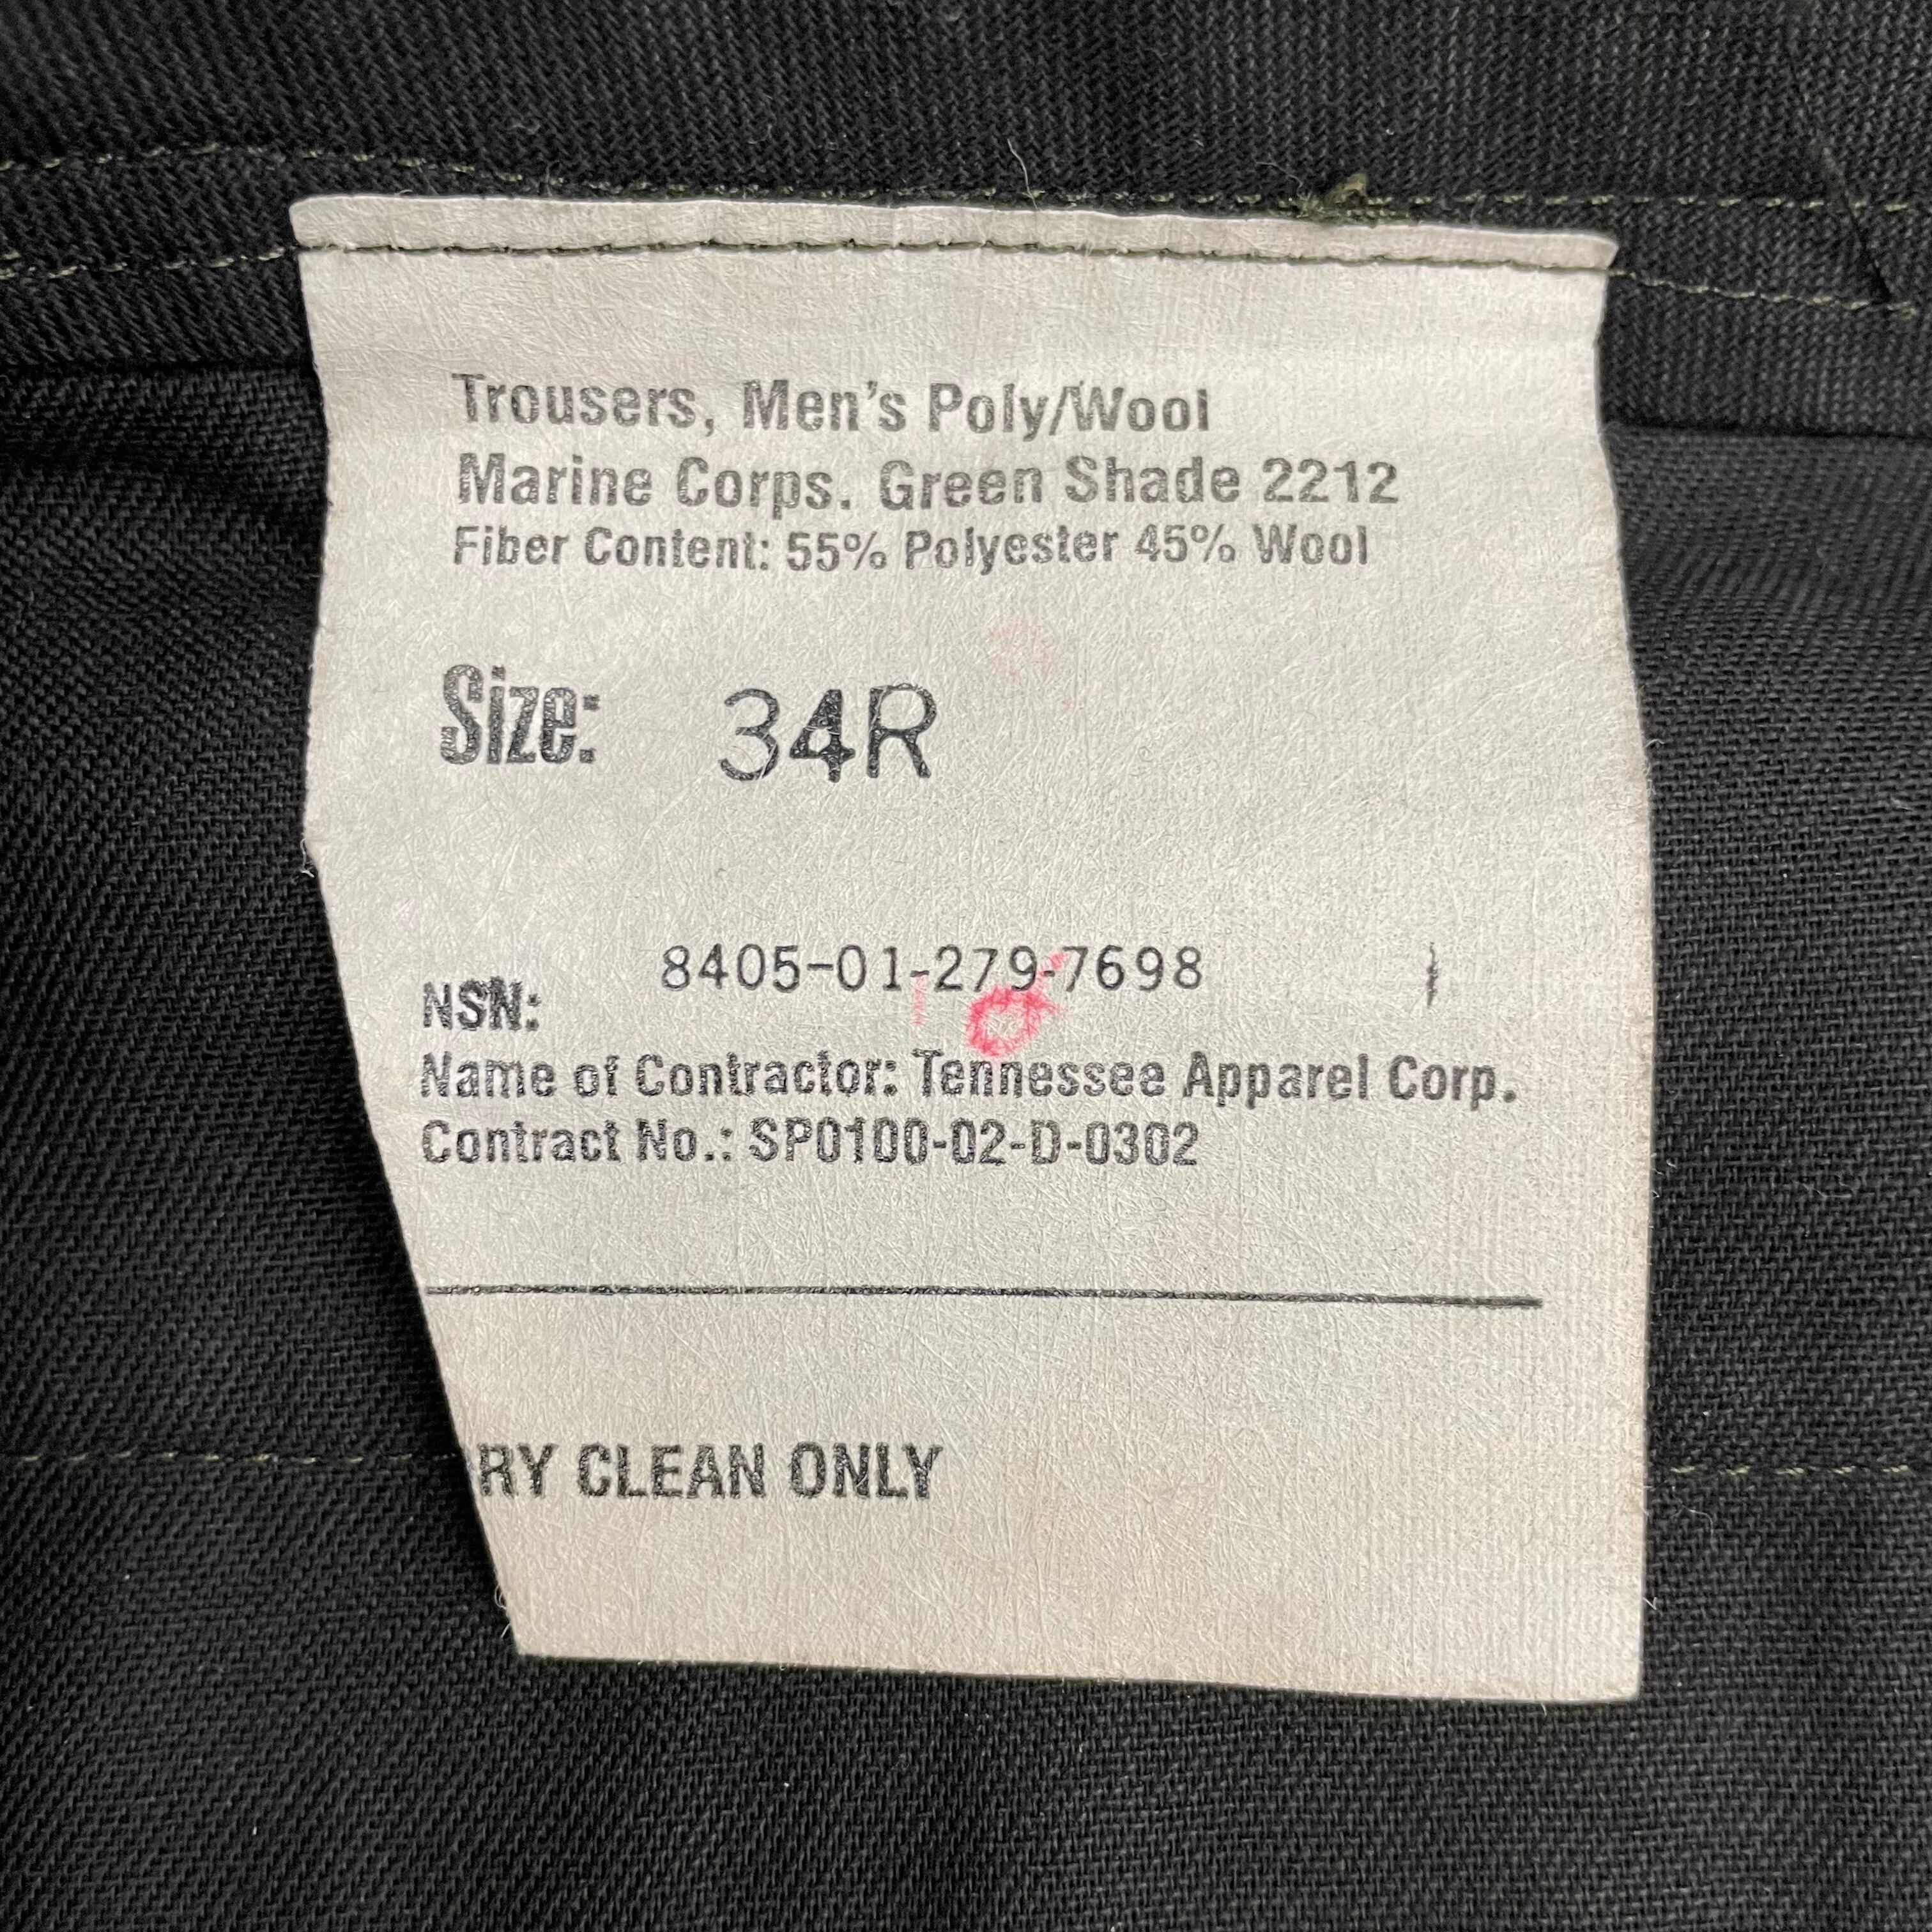 Trousers, Men's Poly/Wool
Marine Corps. Green Shade 2212
Fiber Content: 55% Polyester 45% Wool
Size: 34R
8405-01-279-7698
NSN:
Name of Contractor: Tennessee Apparel Corp.
Contract No.: SP0100-02-D-0302
RY CLEAN ONLY